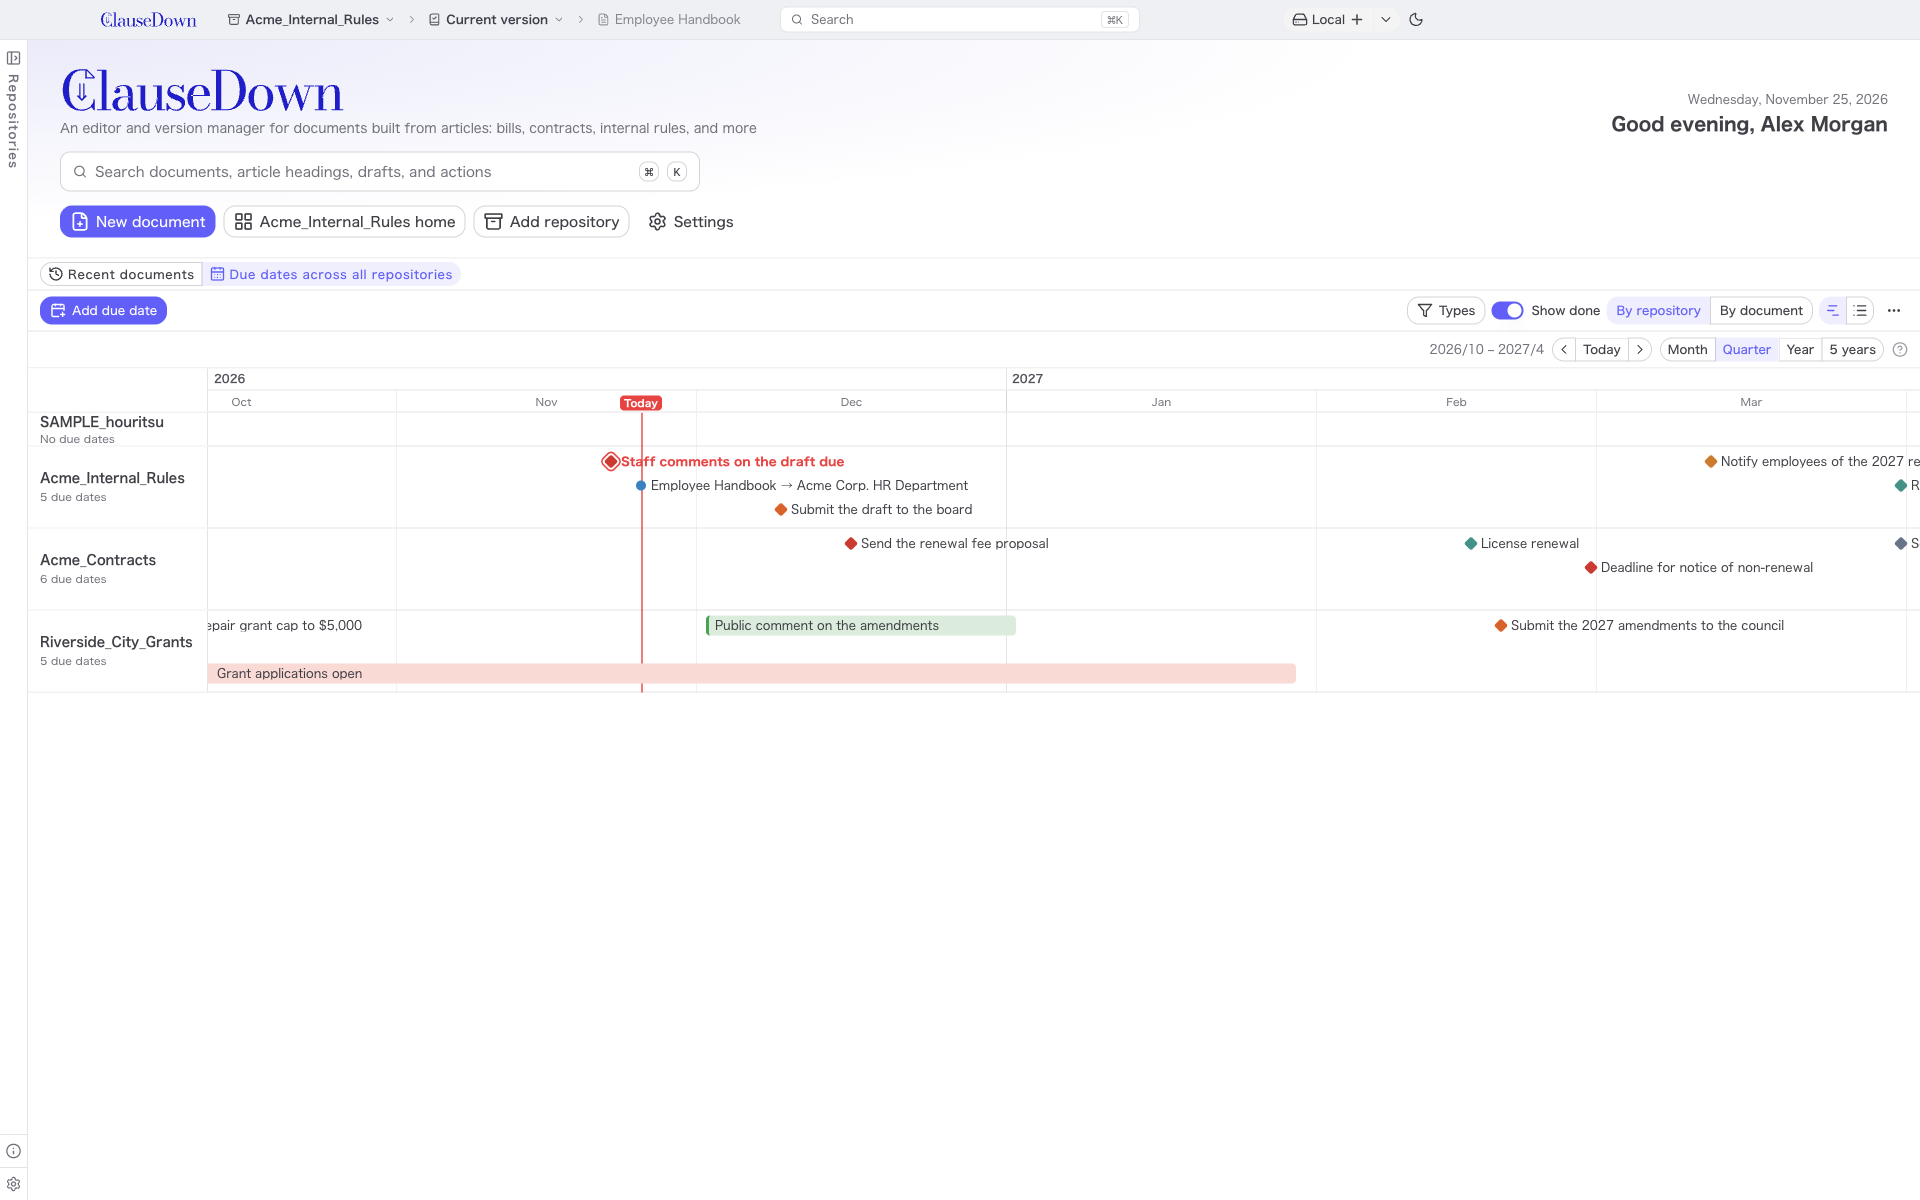 ClauseDown
Acme_Internal_Rules
Current version
Employee Handbook
Search
⌘K
Local
Repositories
ClauseDown
An editor and version manager for documents built from articles: bills, contracts, internal rules, and more
Wednesday, November 25, 2026
Good evening, Alex Morgan
Search documents, article headings, drafts, and actions
⌘ K
New document
Acme_Internal_Rules home
Add repository
Settings
Recent documents
Due dates across all repositories
Add due date
Types
Show done
By repository
By document
2026/10 – 2027/4
Today
Month
Quarter
Year
5 years
2026
2027
Oct
Nov
Today
Dec
Jan
Feb
Mar
SAMPLE_houritsu
No due dates
Acme_Internal_Rules
5 due dates
Staff comments on the draft due
Notify employees of the 2027 re
Employee Handbook → Acme Corp. HR Department
R
Submit the draft to the board
Acme_Contracts
6 due dates
Send the renewal fee proposal
License renewal
S
Deadline for notice of non-renewal
Riverside_City_Grants
5 due dates
epair grant cap to $5,000
Public comment on the amendments
Submit the 2027 amendments to the council
Grant applications open